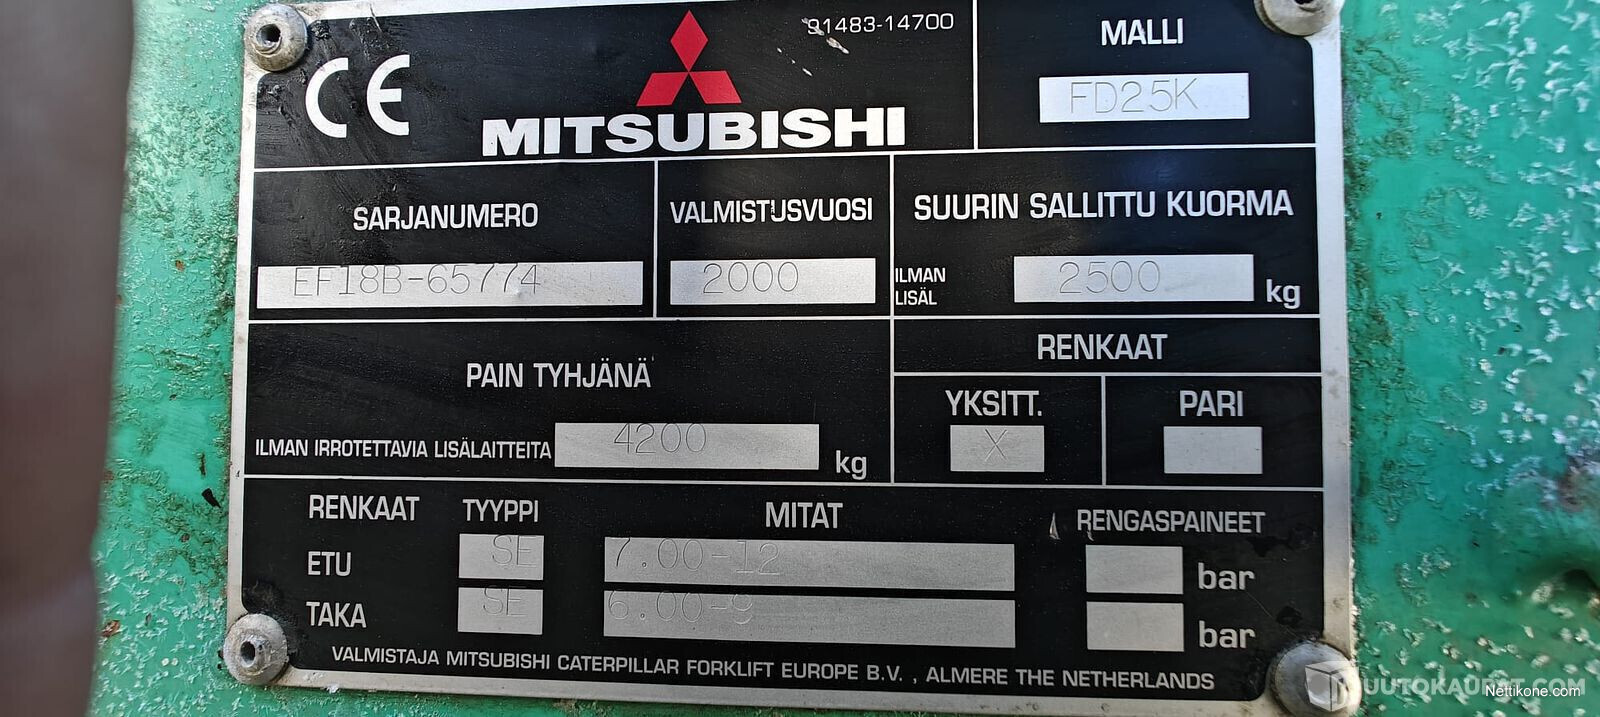 91483-14700
MALLI
CE
FD25K
MITSUBISHI
SARJANUMERO
VALMISTUSVUOSI
SUURIN SALLITTU KUORMA
EF18B-65774
2000
ILMAN
LISÄL
2500
kg
RENKAAT
PAIN TYHJÄNÄ
YKSITT.
PARI
ILMAN IRROTETTAVIA LISÄLAITTEITA
4200
kg
X
RENKAAT
TYYPPI
MITAT
RENGASPAINEET
ETU
SE
7.00-12
bar
TAKA
SE
6.00-9
bar
VALMISTAJA MITSUBISHI CATERPILLAR FORKLIFT EUROPE B.V. , ALMERE THE NETHERLANDS
UUTOKAUPAT.COM
Nettikone.com